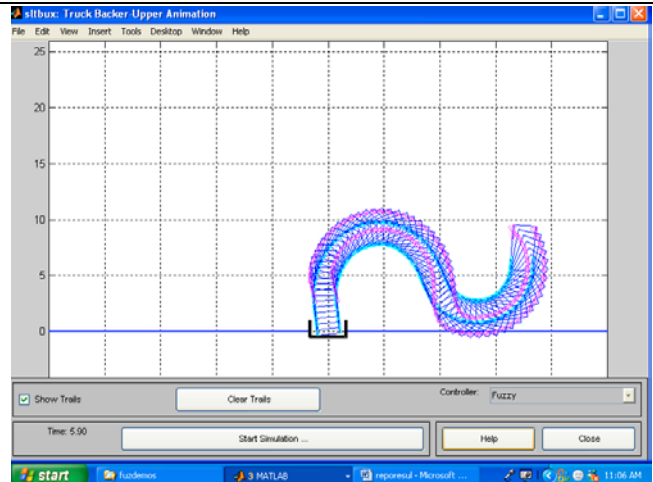 sltbux: Truck Backer-Upper Animation
File Edit View Insert Tools Desktop Window Help
25
20
15
10
5
0
Show Trails
Clear Trails
Controller:
Fuzzy
Time: 5.90
Start Simulation ...
Help
Close
start
fuzdemos
3 MATLAB
reporesul - Microsoft ...
11:06 AM